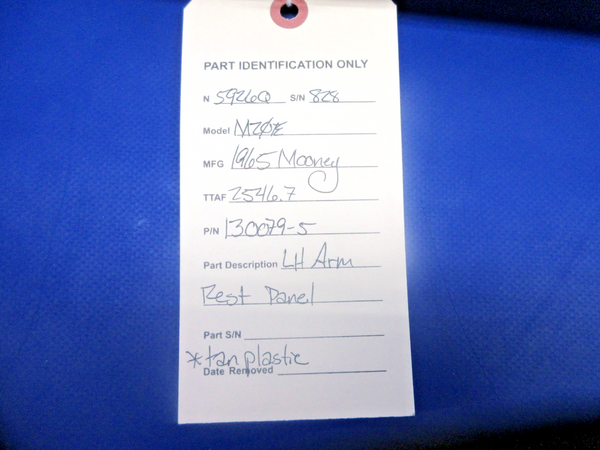 PART IDENTIFICATION ONLY
N 5926Q S/N 828
Model M20E
MFG 1965 Mooney
TTAF 2546.7
P/N 130079-5
Part Description LH Arm
Rest Panel
Part S/N
*tan plastic
Date Removed